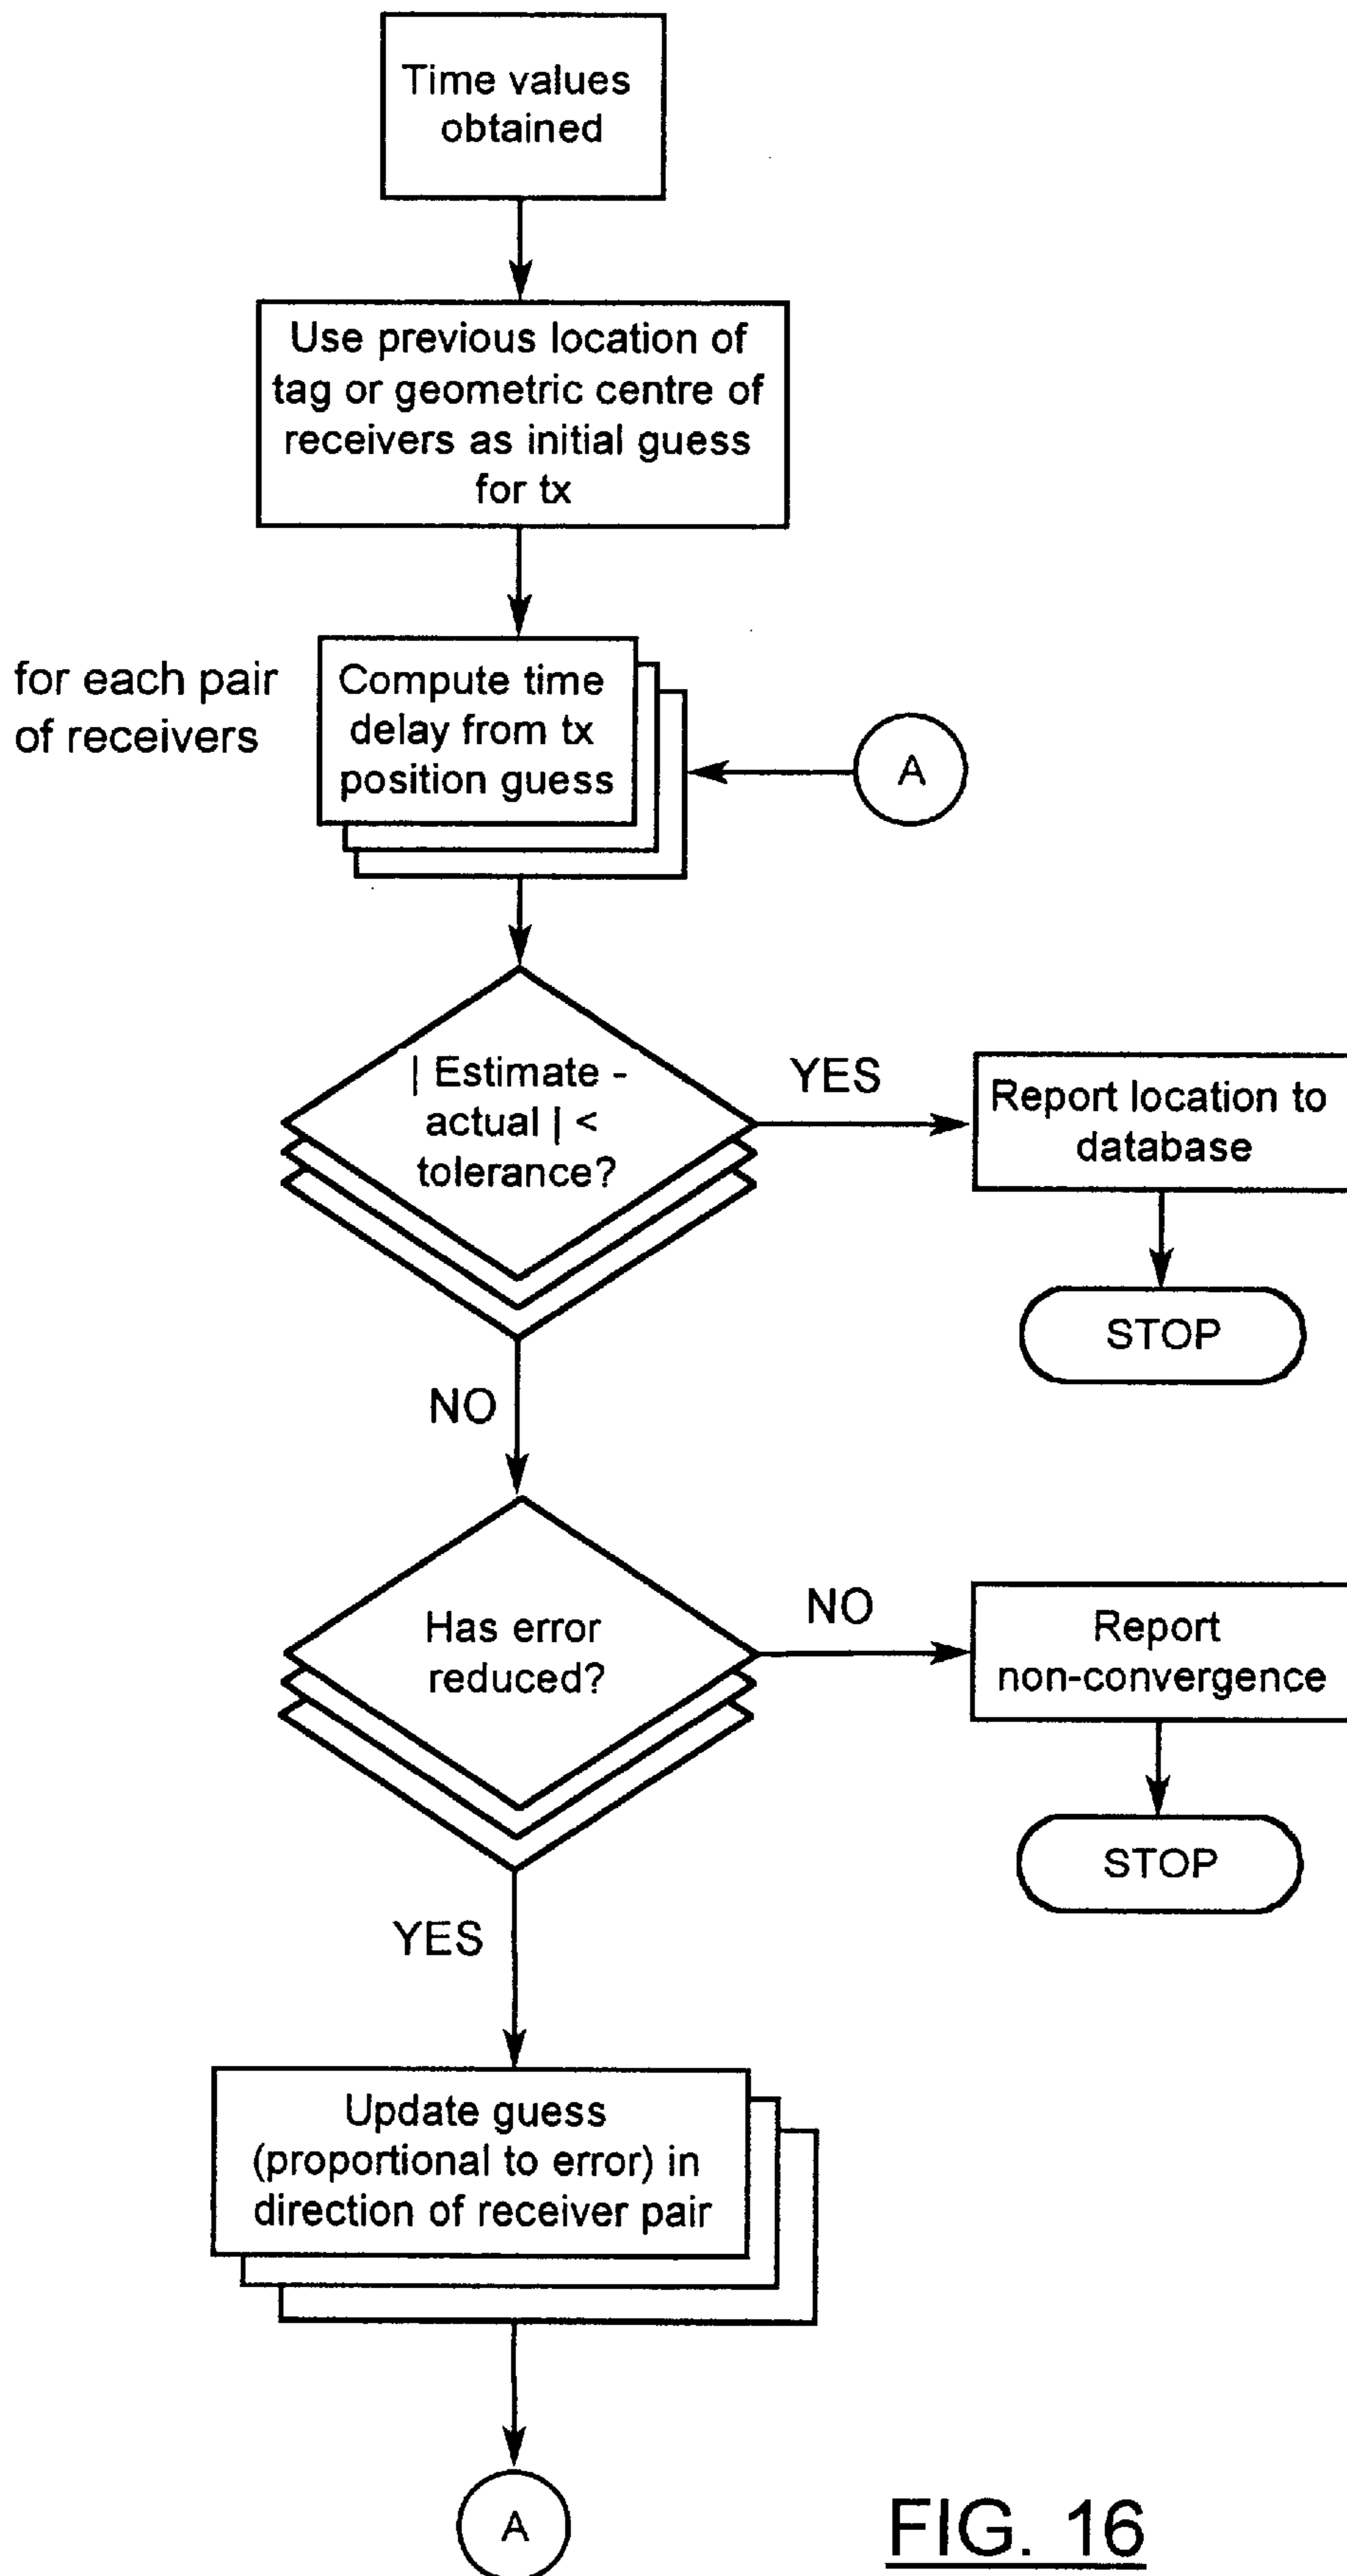 Time values
obtained
Use previous location of
tag or geometric centre of
receivers as initial guess
for tx
for each pair
of receivers
Compute time
delay from tx
position guess
A
| Estimate -
actual | <
tolerance?
YES
Report location to
database
STOP
NO
Has error
reduced?
NO
Report
non-convergence
STOP
YES
Update guess
(proportional to error) in
direction of receiver pair
A
FIG. 16